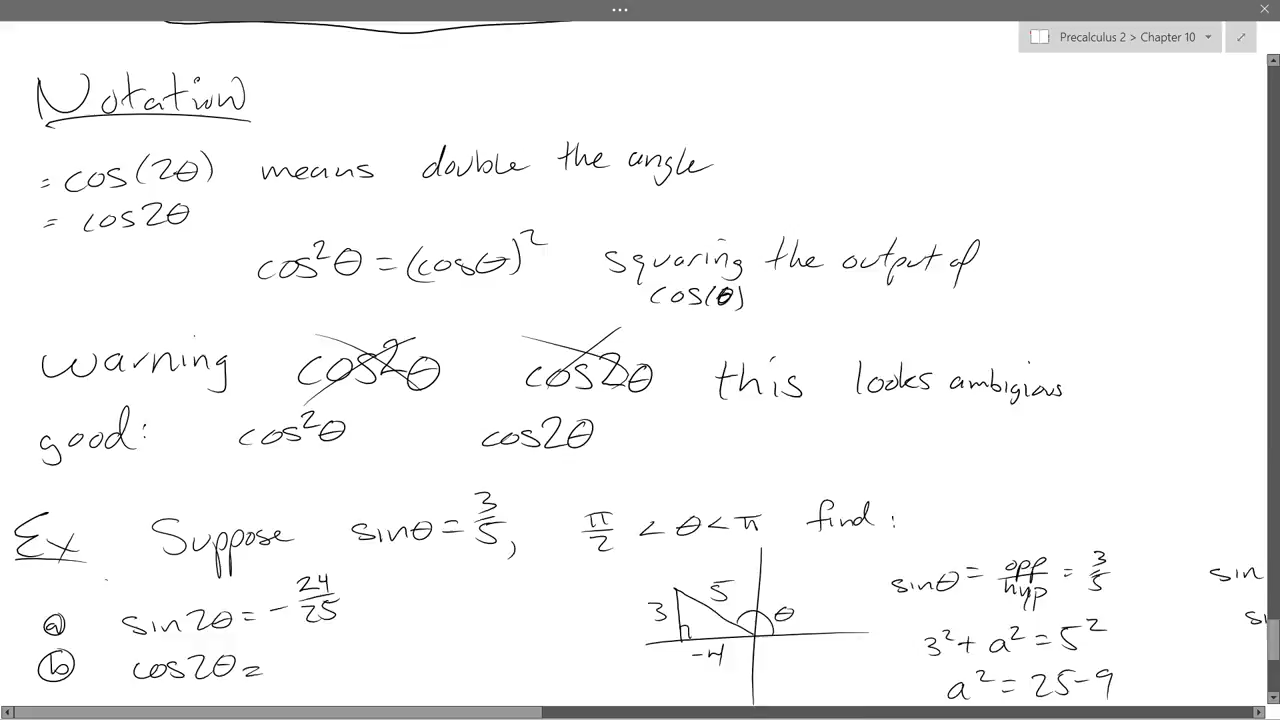 Precalculus 2 > Chapter 10
Notation
= cos(2θ) means double the angle
= cos2θ
cos²θ = (cosθ)² squaring the output of
cos(θ)
warning cos2θ cos2θ this looks ambigious
good: cos²θ cos2θ
Ex Suppose sinθ = 3/5, π/2 < θ < π find:
a sin2θ = -24/25
b cos2θ =
5
3
θ
-4
sinθ = opp/hyp = 3/5
3² + a² = 5²
a² = 25-9
sin